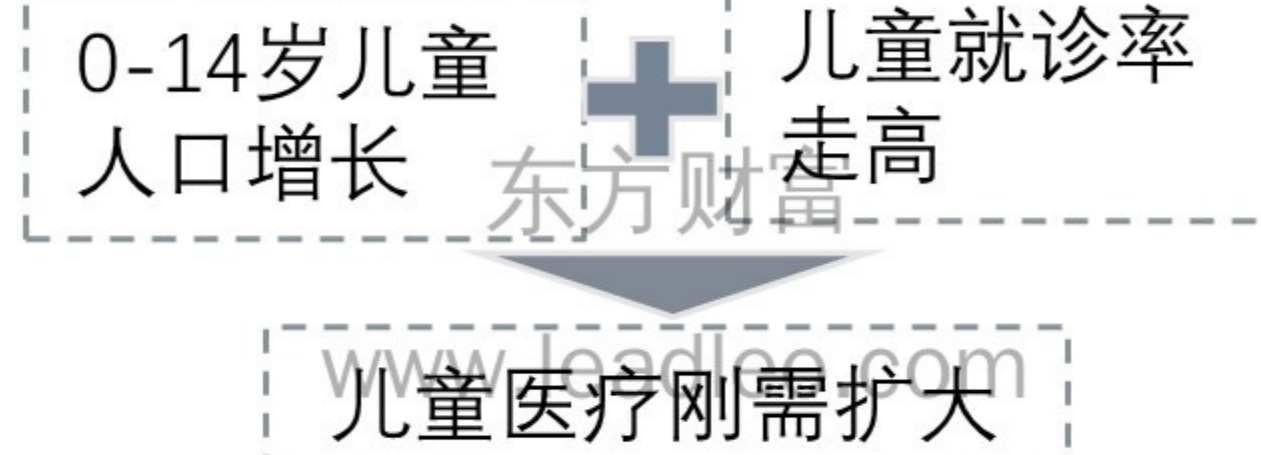 0-14岁儿童
人口增长
儿童就诊率
走高
东方财富
www.leadleo.com
儿童医疗刚需扩大